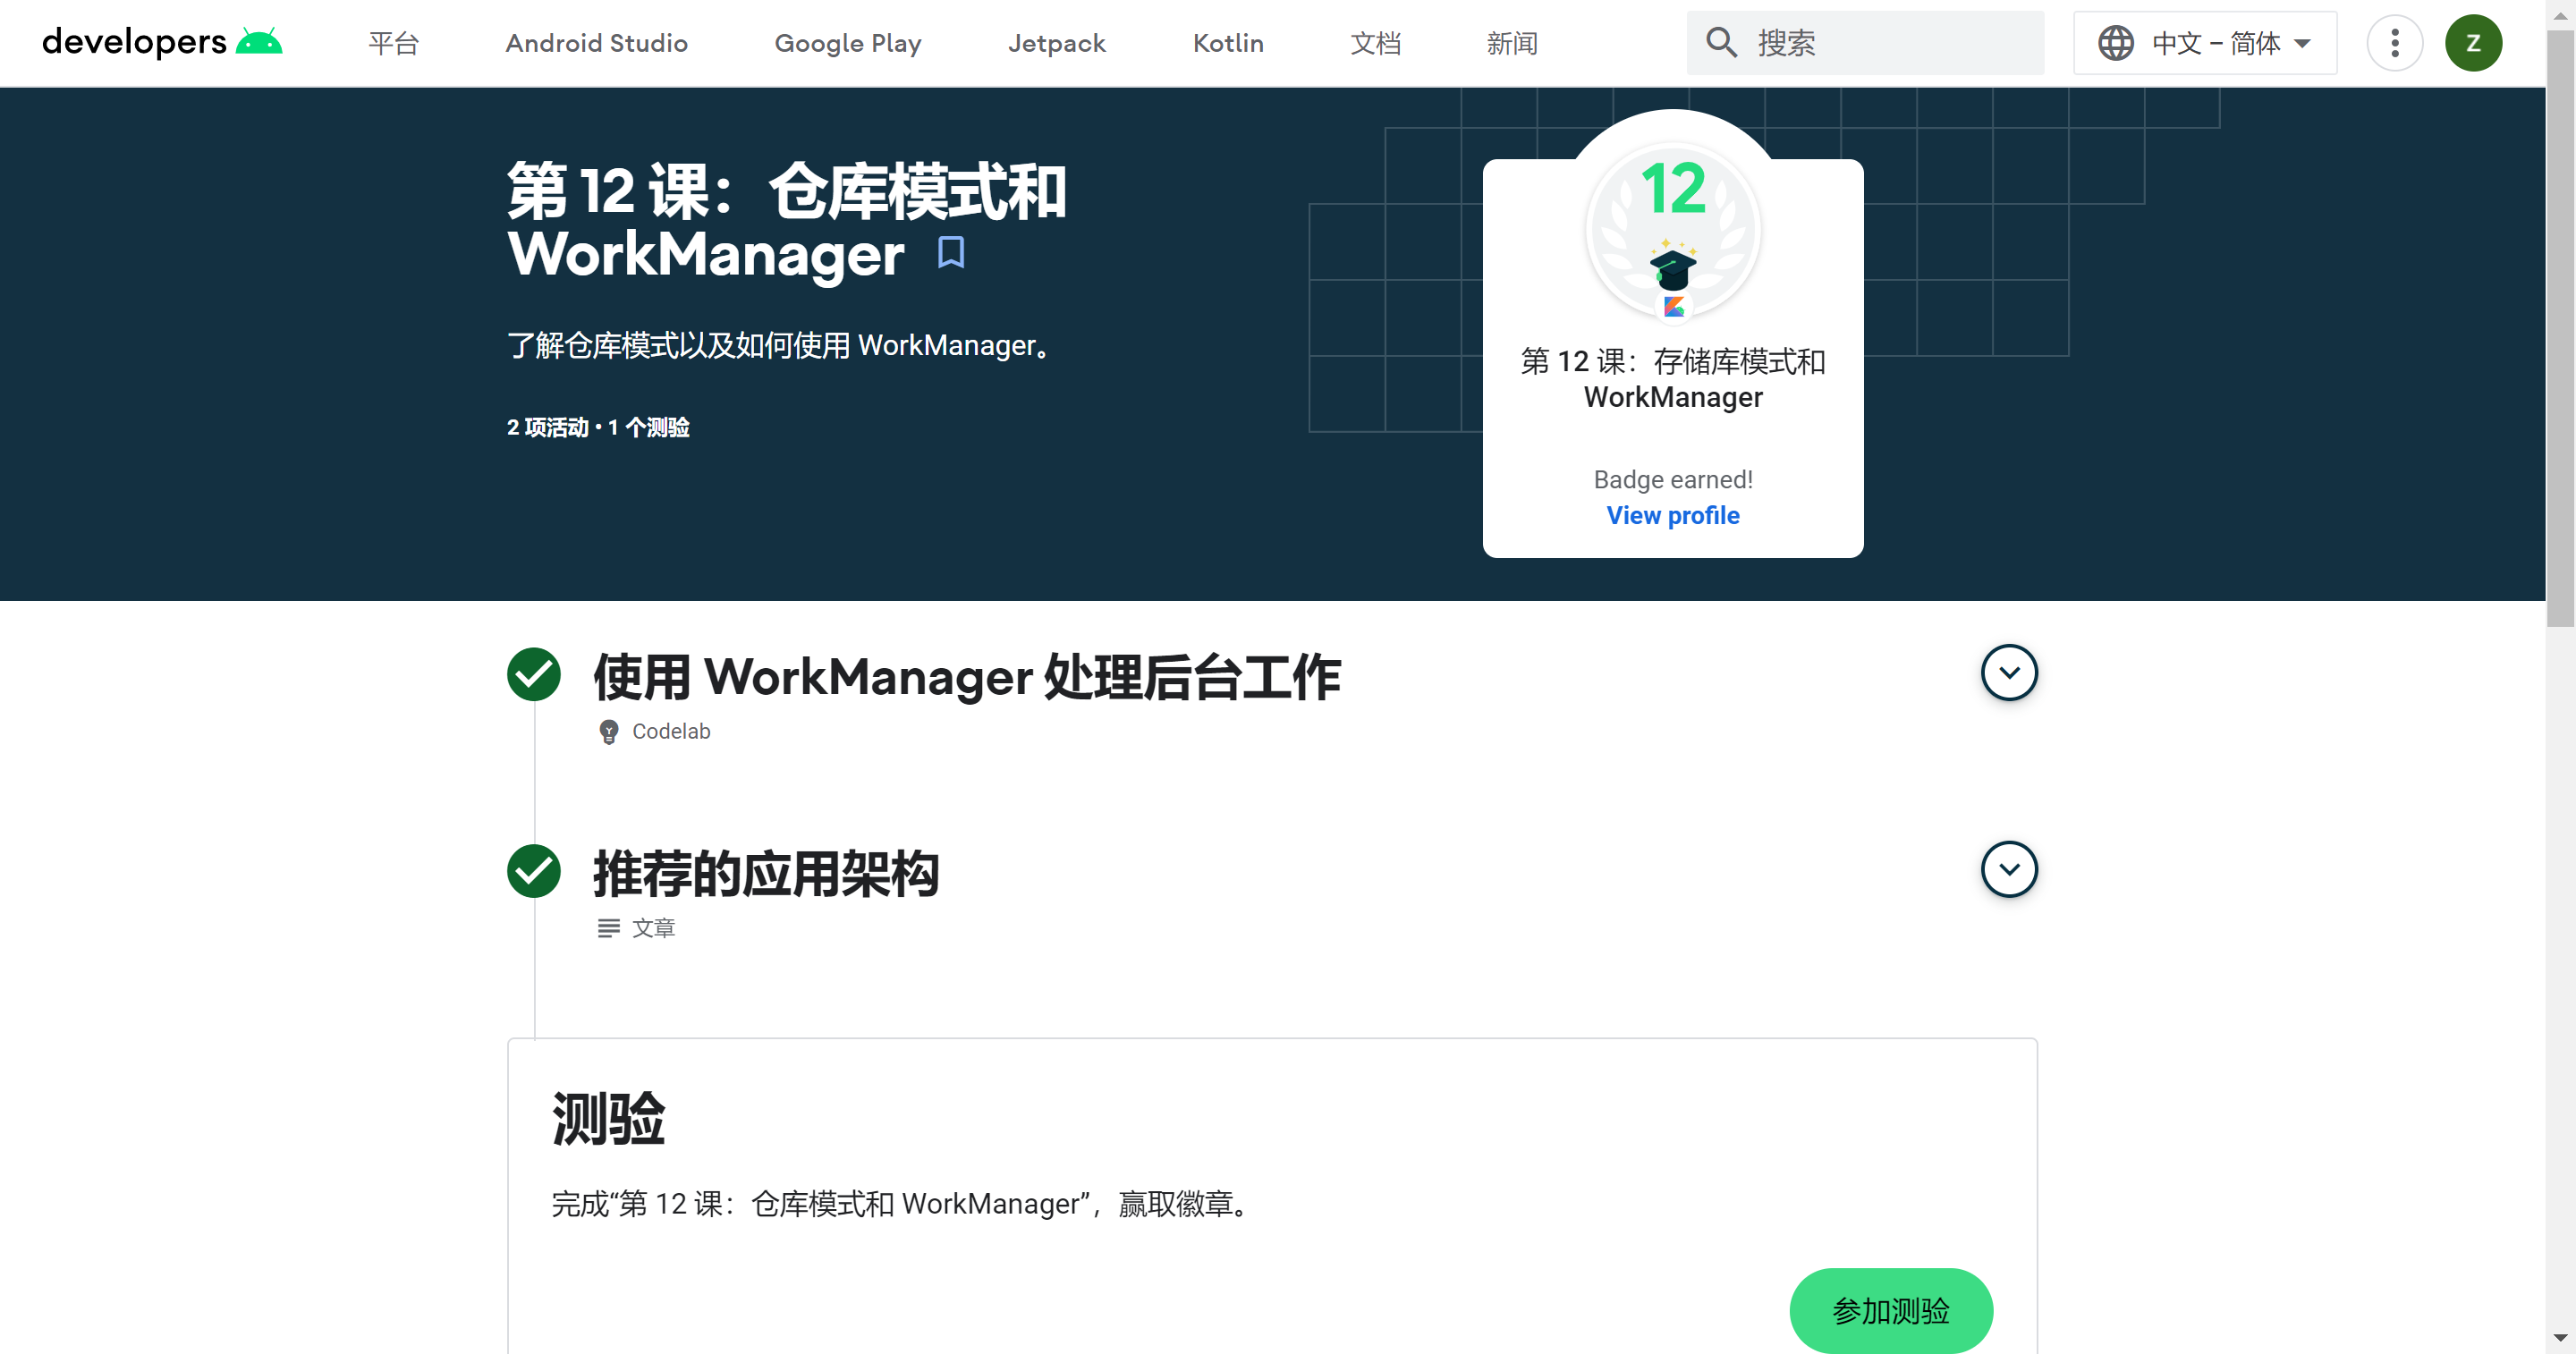 developers
平台
Android Studio
Google Play
Jetpack
Kotlin
文档
新闻
搜索
中文 – 简体
Z
第 12 课：仓库模式和
WorkManager
了解仓库模式以及如何使用 WorkManager。
2 项活动 • 1 个测验
12
第 12 课：存储库模式和
WorkManager
Badge earned!
View profile
使用 WorkManager 处理后台工作
Codelab
推荐的应用架构
文章
测验
完成“第 12 课：仓库模式和 WorkManager”，赢取徽章。
参加测验